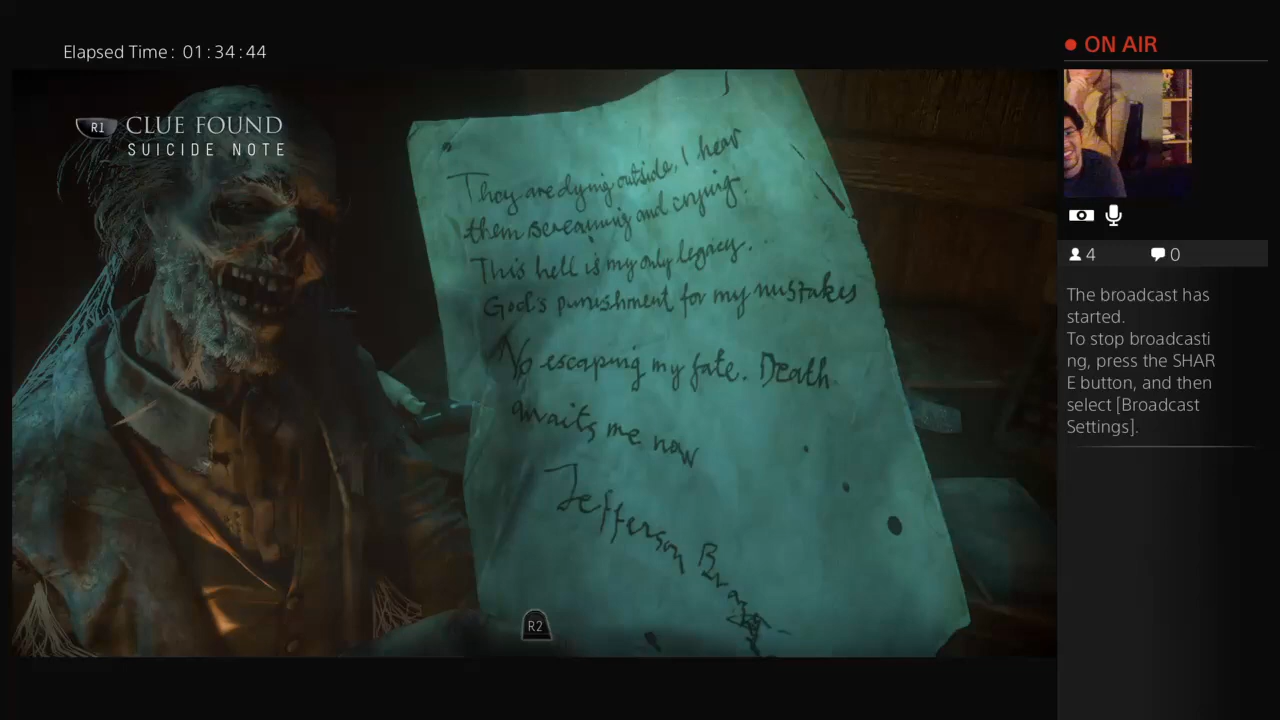 Elapsed Time: 01:34:44
ON AIR
R1
CLUE FOUND
SUICIDE NOTE
They are dying outside, I hear
them screaming and crying.
This hell is my only legacy.
God's punishment for my mistakes
No escaping my fate. Death
awaits me now
Jefferson
R2
4
0
The broadcast has
started.
To stop broadcasti
ng, press the SHAR
E button, and then
select [Broadcast
Settings].